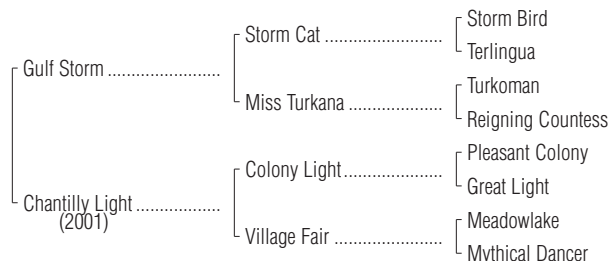 Storm Bird
Storm Cat ........................
Terlingua
Gulf Storm .......................
Turkoman
Miss Turkana ...................
Reigning Countess
Pleasant Colony
Colony Light....................
Great Light
Chantilly Light .................
(2001)
Meadowlake
Village Fair ......................
Mythical Dancer